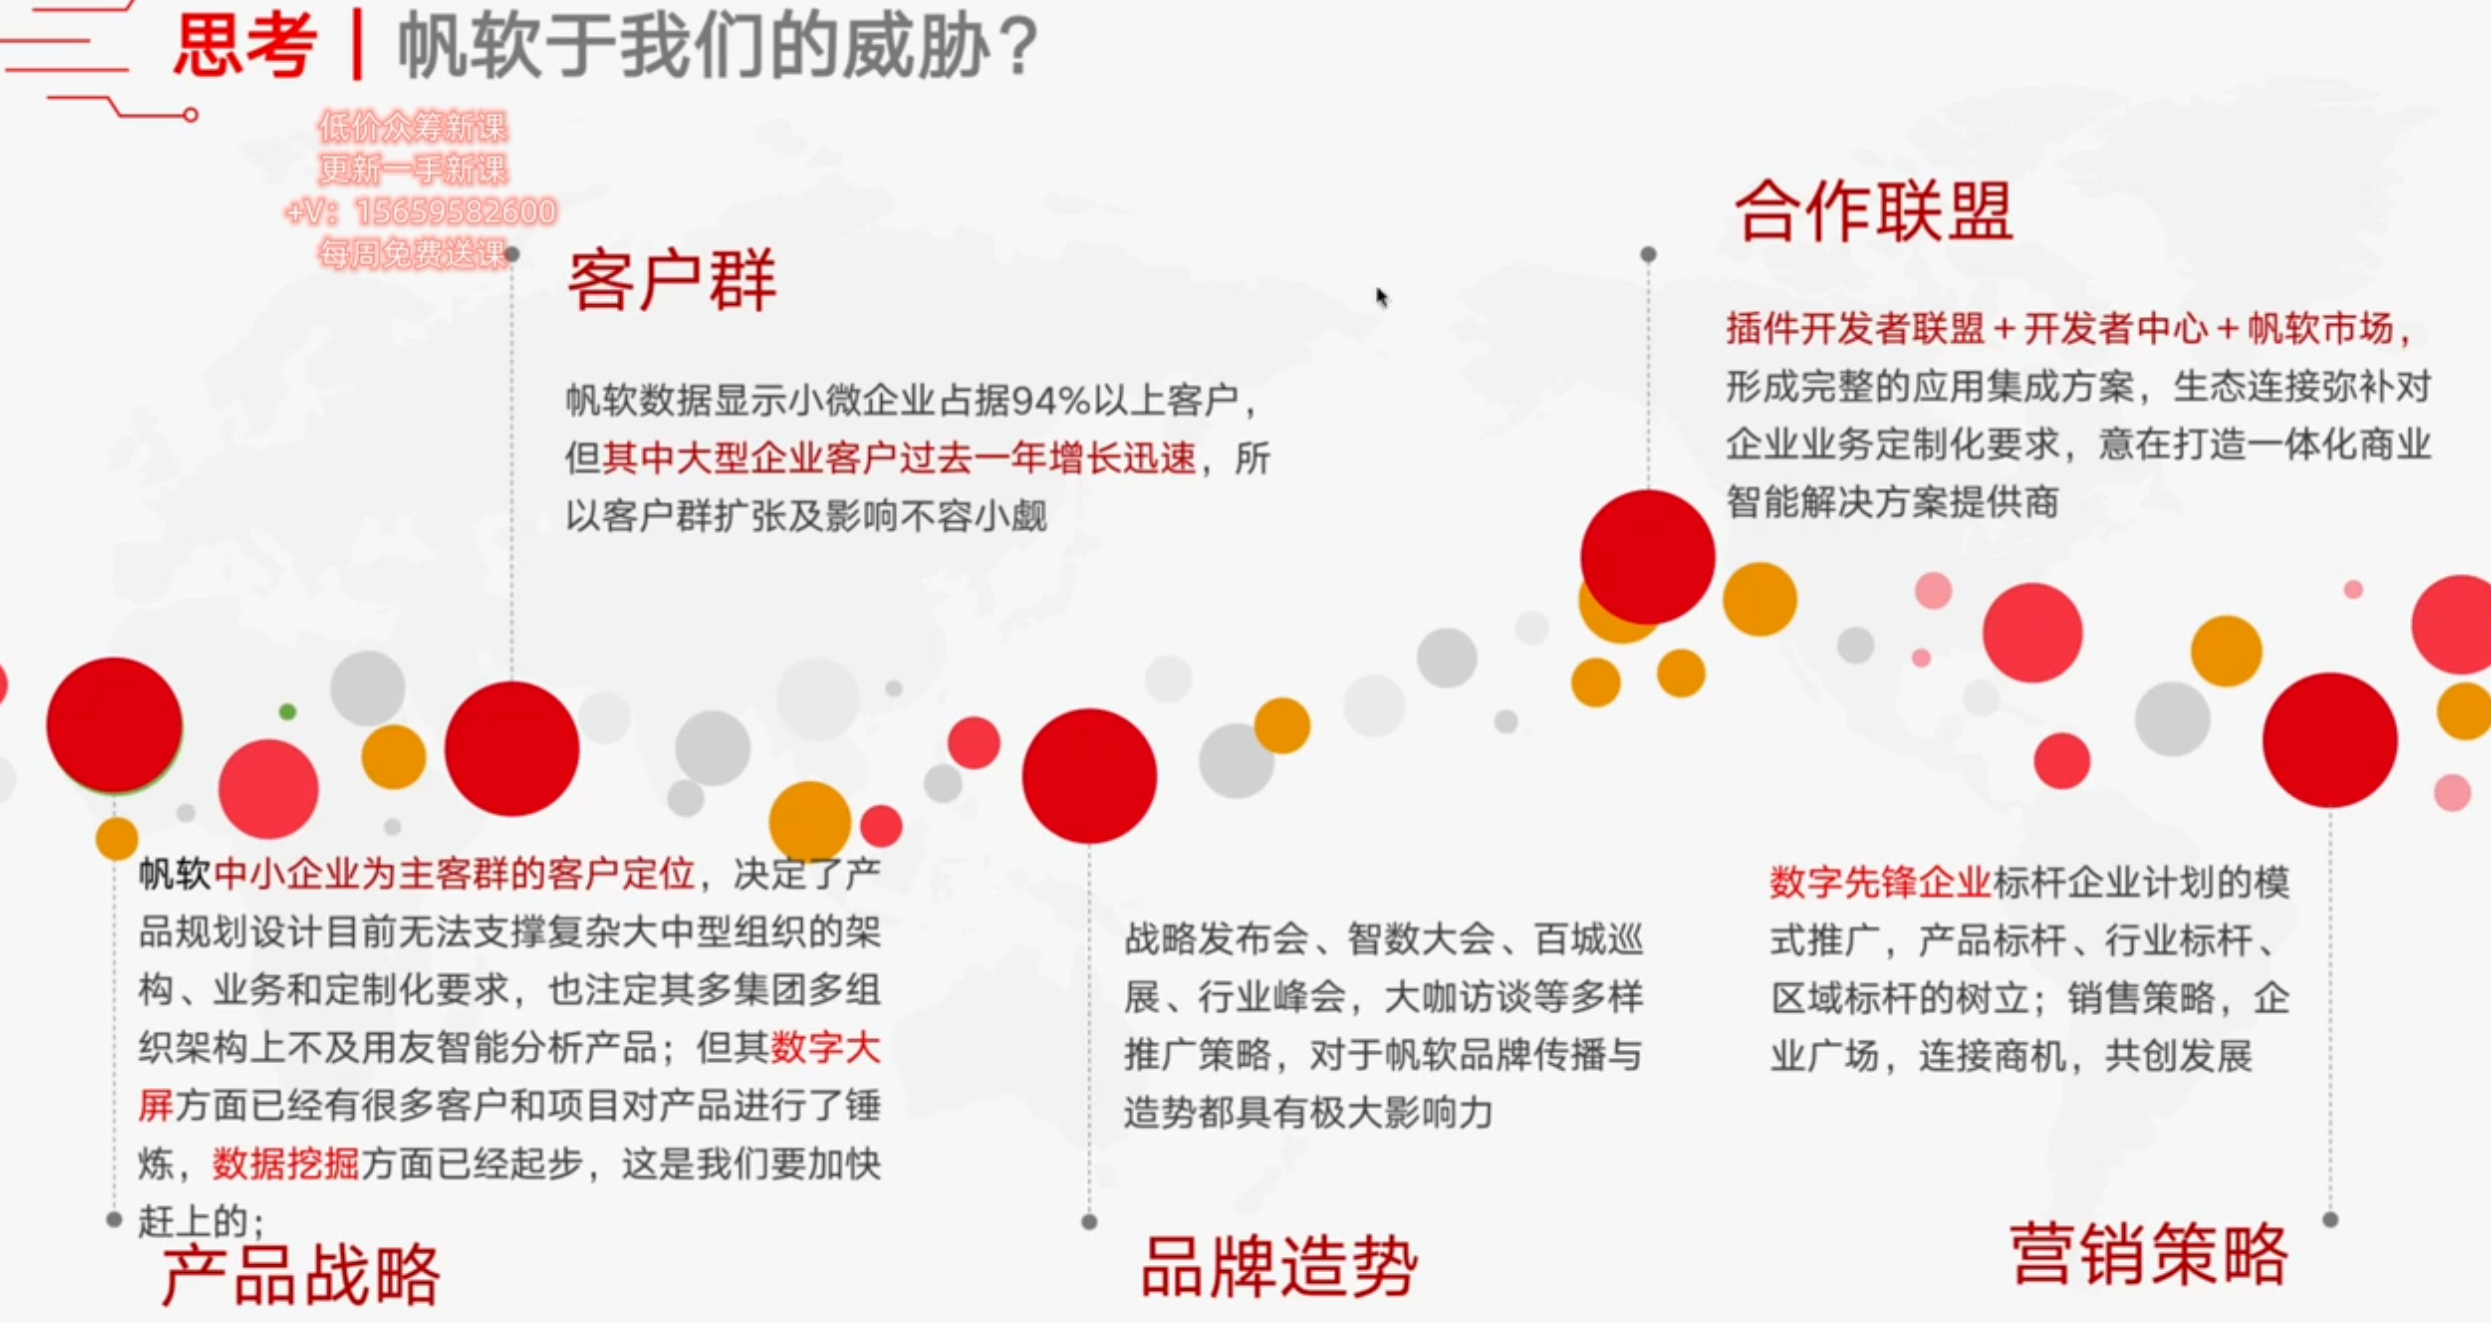 思考｜帆软于我们的威胁？
低价众筹新课
更新一手新课
+V：15659582600
每周免费送课
客户群
帆软数据显示小微企业占据94%以上客户，
但其中大型企业客户过去一年增长迅速，所
以客户群扩张及影响不容小觑
合作联盟
插件开发者联盟＋开发者中心＋帆软市场，
形成完整的应用集成方案，生态连接弥补对
企业业务定制化要求，意在打造一体化商业
智能解决方案提供商
帆软中小企业为主客群的客户定位，决定了产
品规划设计目前无法支撑复杂大中型组织的架
构、业务和定制化要求，也注定其多集团多组
织架构上不及用友智能分析产品；但其数字大
屏方面已经有很多客户和项目对产品进行了锤
炼，数据挖掘方面已经起步，这是我们要加快
赶上的；
产品战略
战略发布会、智数大会、百城巡
展、行业峰会，大咖访谈等多样
推广策略，对于帆软品牌传播与
造势都具有极大影响力
品牌造势
数字先锋企业标杆企业计划的模
式推广，产品标杆、行业标杆、
区域标杆的树立；销售策略，企
业广场，连接商机，共创发展
营销策略